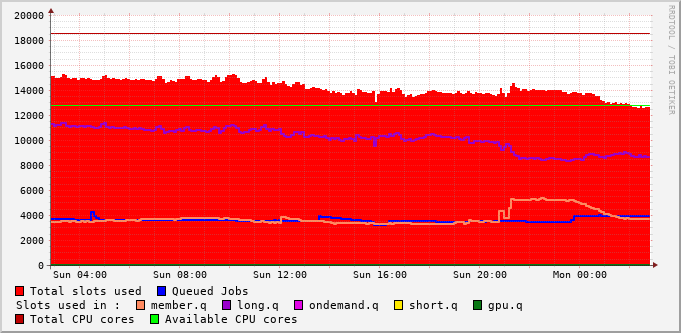 RRDTOOL / TOBI OETIKER
20000
18000
16000
14000
12000
10000
8000
6000
4000
2000
0
Sun 04:00 Sun 08:00 Sun 12:00 Sun 16:00 Sun 20:00 Mon 00:00
Total slots used Queued Jobs
Slots used in : member.q long.q ondemand.q short.q gpu.q
Total CPU cores Available CPU cores